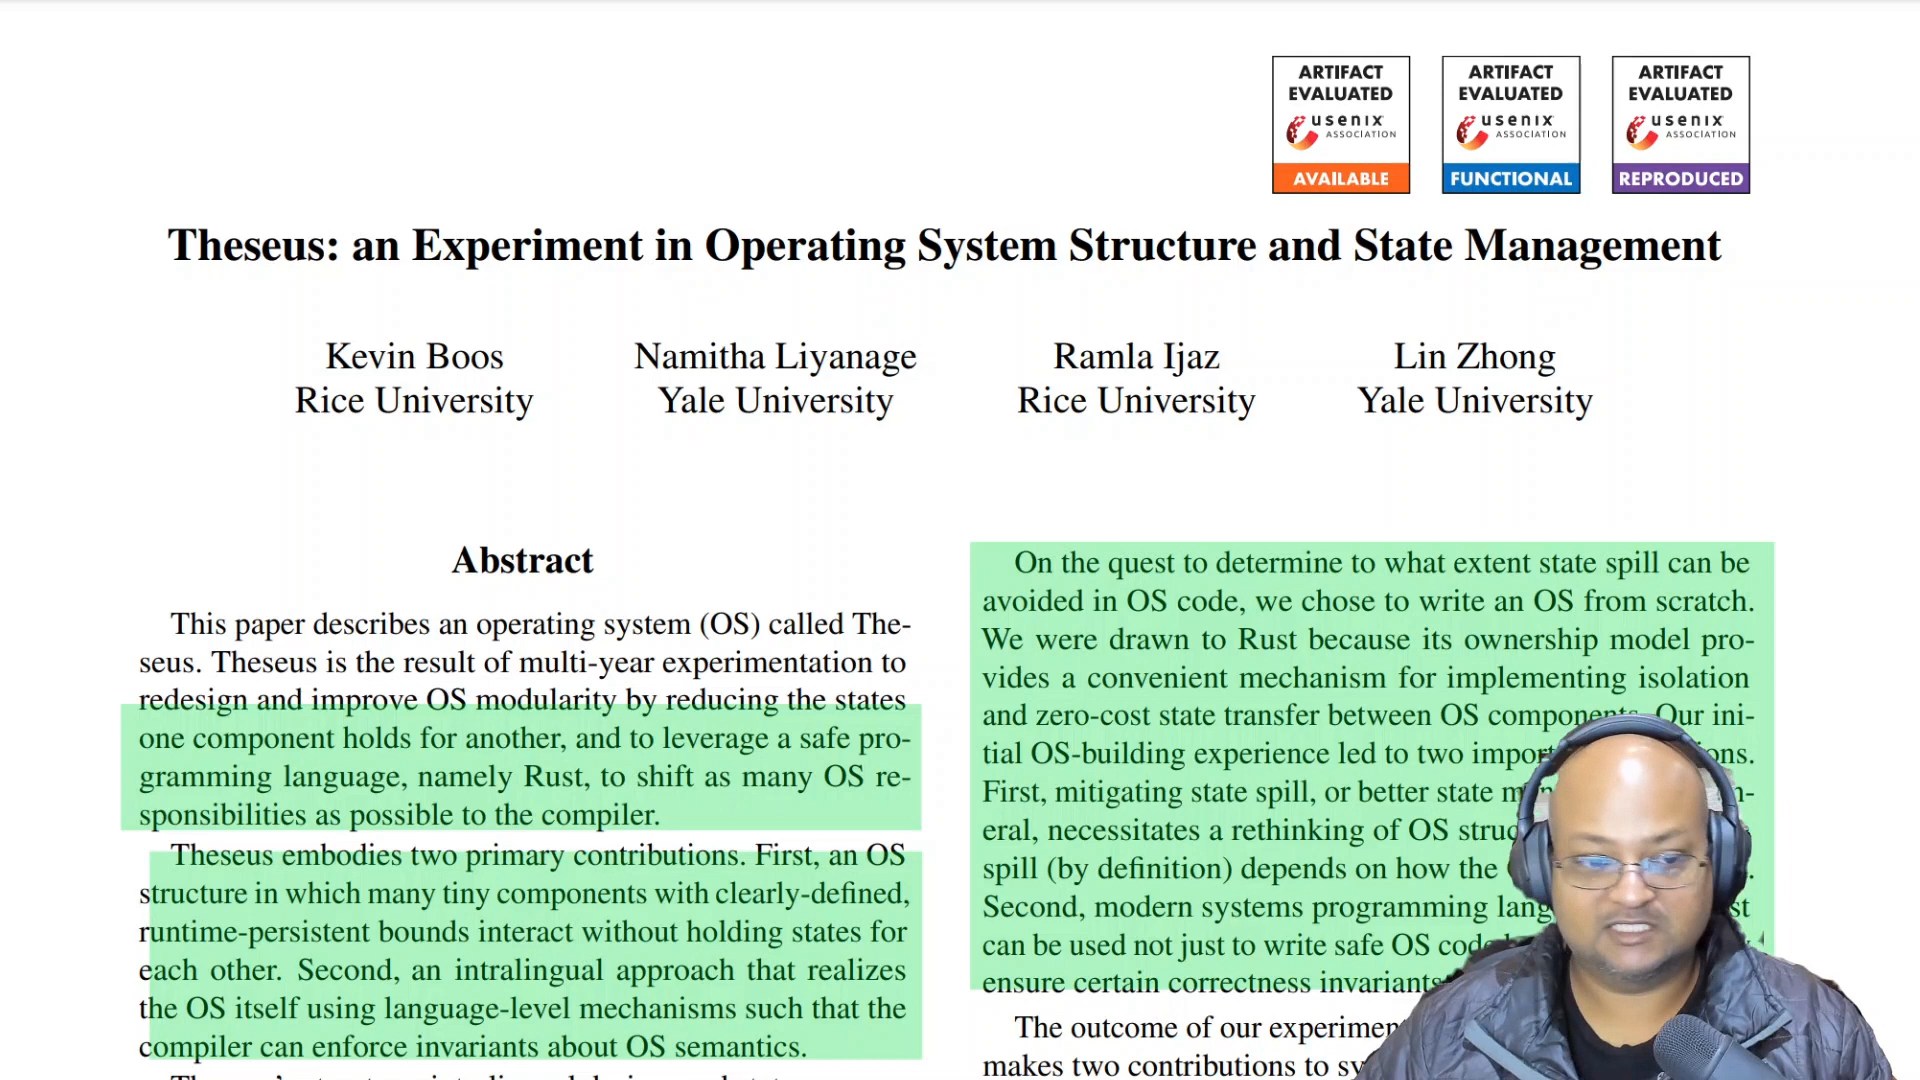 ARTIFACT
EVALUATED
usenix
ASSOCIATION
AVAILABLE
ARTIFACT
EVALUATED
usenix
ASSOCIATION
FUNCTIONAL
ARTIFACT
EVALUATED
usenix
ASSOCIATION
REPRODUCED
Theseus: an Experiment in Operating System Structure and State Management
Kevin Boos
Rice University
Namitha Liyanage
Yale University
Ramla Ijaz
Rice University
Lin Zhong
Yale University
Abstract
This paper describes an operating system (OS) called The-
seus. Theseus is the result of multi-year experimentation to
redesign and improve OS modularity by reducing the states
one component holds for another, and to leverage a safe pro-
gramming language, namely Rust, to shift as many OS re-
sponsibilities as possible to the compiler.
Theseus embodies two primary contributions. First, an OS
structure in which many tiny components with clearly-defined,
runtime-persistent bounds interact without holding states for
each other. Second, an intralingual approach that realizes
the OS itself using language-level mechanisms such that the
compiler can enforce invariants about OS semantics.
On the quest to determine to what extent state spill can be
avoided in OS code, we chose to write an OS from scratch.
We were drawn to Rust because its ownership model pro-
vides a convenient mechanism for implementing isolation
and zero-cost state transfer between OS components. Our ini-
tial OS-building experience led to two
First, mitigating state spill, or better state
eral, necessitates a rethinking of OS
spill (by definition) depends on how the
Second, modern systems programming
can be used not just to write safe OS code
ensure certain correctness invariants
The outcome of our
makes two contributions to